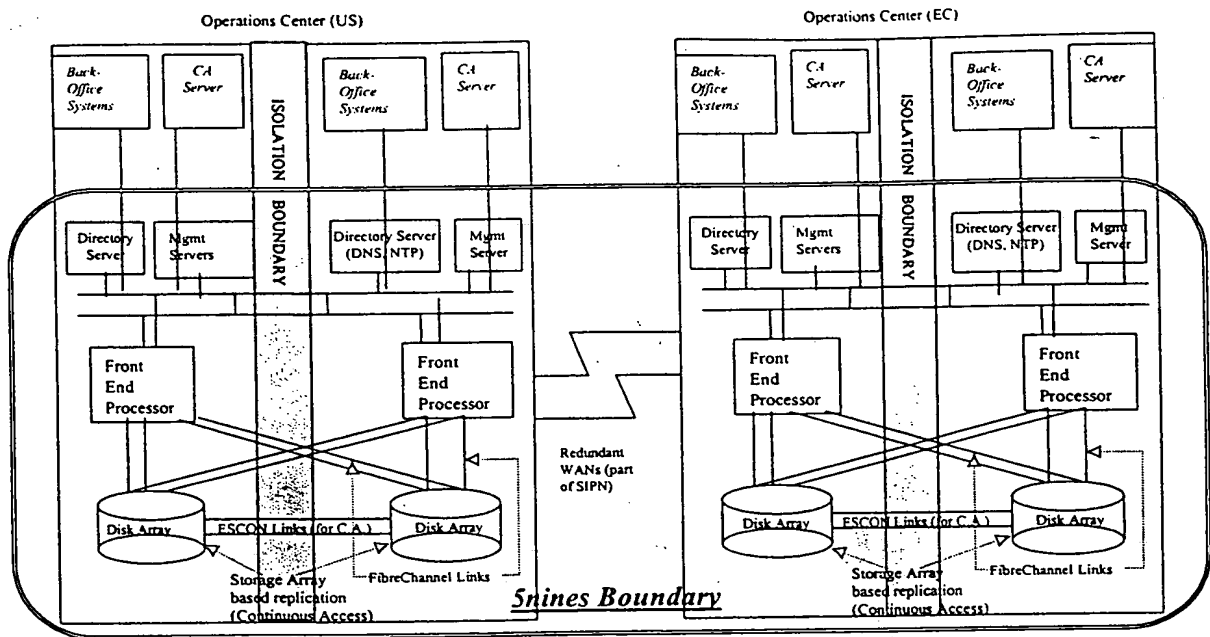 Operations Center (US)
Operations Center (EC)
Back-
Office
Systems
CA
Server
ISOLATION BOUNDARY
Back-
Office
Systems
CA
Server
Back-
Office
Systems
CA
Server
ISOLATION BOUNDARY
Back-
Office
Systems
CA
Server
Directory
Server
Mgmt
Servers
Directory Server
(DNS, NTP)
Mgmt
Server
Directory
Server
Mgmt
Servers
Directory Server
(DNS, NTP)
Mgmt
Server
Front
End
Processor
Front
End
Processor
Front
End
Processor
Front
End
Processor
Redundant
WANs (part
of SIPN)
Disk Array
ESCON Links (for C.A.)
Disk Array
Disk Array
ESCON Links (for C.A.)
Disk Array
Storage Array
based replication
(Continuous Access)
FibreChannel Links
5nines Boundary
Storage Array
based replication
(Continuous Access)
FibreChannel Links